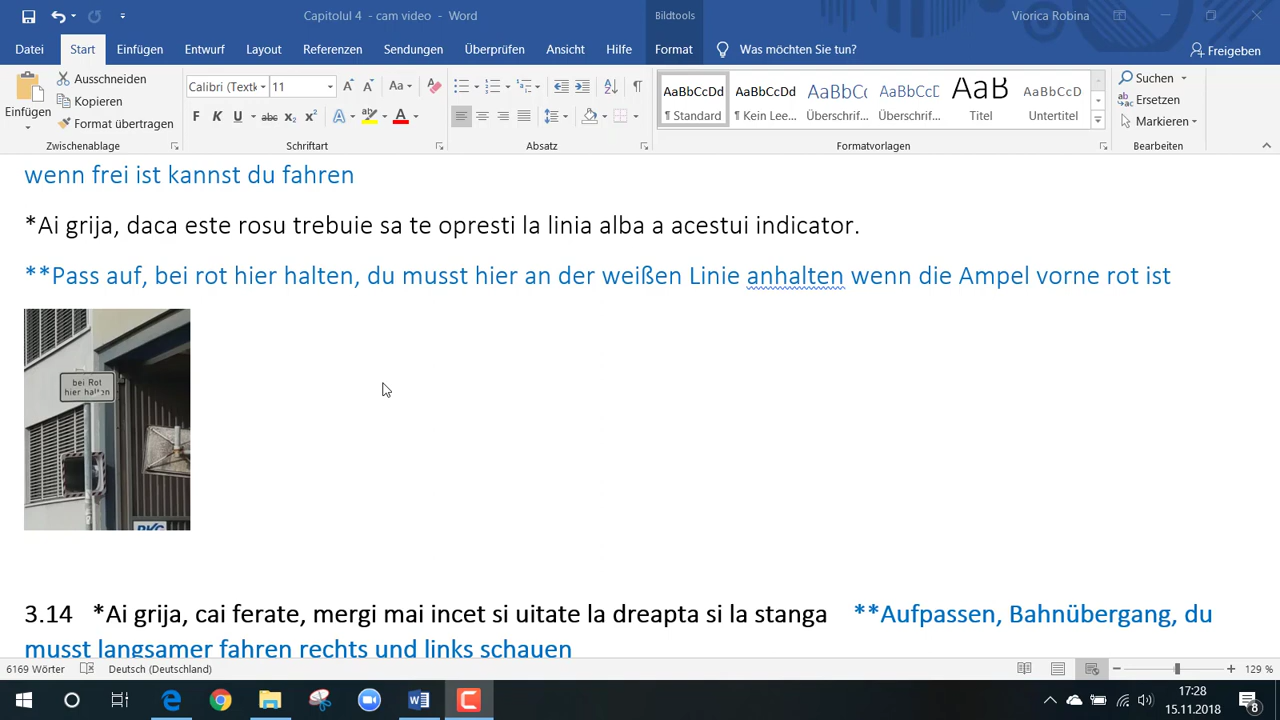 Capitolul 4 - cam video - Word
Bildtools
Viorica Robina
Datei Start Einfügen Entwurf Layout Referenzen Sendungen Überprüfen Ansicht Hilfe Format Was möchten Sie tun? Freigeben
Einfügen
Ausschneiden
Kopieren
Format übertragen
Zwischenablage
Calibri (Textk 11 Aa
F K U abc x₂ x² A A
Schriftart
Absatz
AaBbCcDd AaBbCcDd AaBbCc AaBbCcD AaB AaBbCcD
¶ Standard ¶ Kein Lee... Überschrif... Überschrif... Titel Untertitel
Formatvorlagen
Suchen
Ersetzen
Markieren
Bearbeiten
wenn frei ist kannst du fahren
*Ai grija, daca este rosu trebuie sa te opresti la linia alba a acestui indicator.
**Pass auf, bei rot hier halten, du musst hier an der weißen Linie anhalten wenn die Ampel vorne rot ist
bei Rot
hier halten
3.14 *Ai grija, cai ferate, mergi mai incet si uitate la dreapta si la stanga **Aufpassen, Bahnübergang, du
musst langsamer fahren rechts und links schauen
6169 Wörter Deutsch (Deutschland) 129 %
17:28
15.11.2018
8